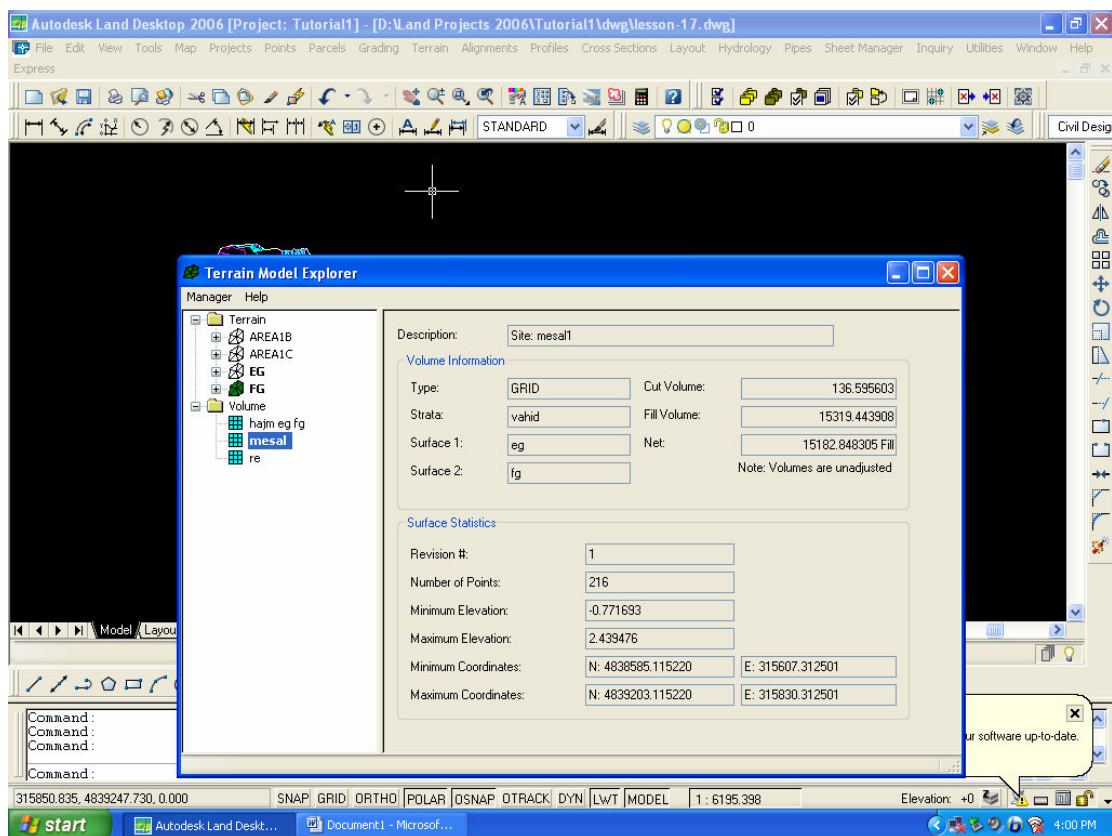 Autodesk Land Desktop 2006 [Project: Tutorial1] - [D:\Land Projects 2006\Tutorial1\dwg\lesson-17.dwg]
File Edit View Tools Map Projects Points Parcels Grading Terrain Alignments Profiles Cross Sections Layout Hydrology Pipes Sheet Manager Inquiry Utilities Window Help
Express
STANDARD 0 Civil Desig
Terrain Model Explorer
Manager Help
Terrain
AREA1B
AREA1C
EG
FG
Volume
hajm eg fg
mesal
re
Description: Site: mesal1
Volume Information
Type: GRID Cut Volume: 136.595603
Strata: vahid Fill Volume: 15319.443908
Surface 1: eg Net: 15182.848305 Fill
Surface 2: fg Note: Volumes are unadjusted
Surface Statistics
Revision #: 1
Number of Points: 216
Minimum Elevation: -0.771693
Maximum Elevation: 2.439476
Minimum Coordinates: N: 4838585.115220 E: 315607.312501
Maximum Coordinates: N: 4839203.115220 E: 315830.312501
Model Layou
Command:
Command:
Command:
Command:
ur software up-to-date.
315850.835, 4839247.730, 0.000 SNAP GRID ORTHO POLAR OSNAP OTRACK DYN LWT MODEL 1 : 6195.398 Elevation: +0
start Autodesk Land Deskt... Document1 - Microsof... 4:00 PM